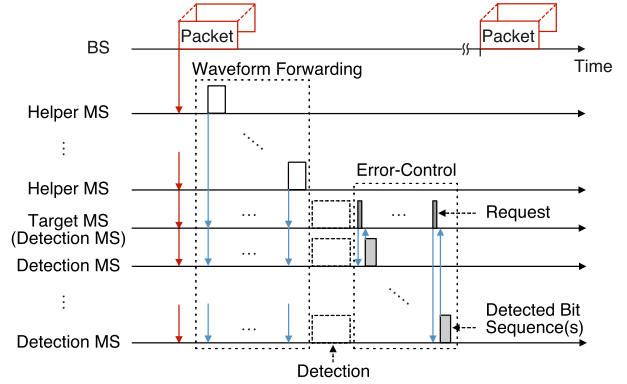 Packet
Packet
BS
Time
Waveform Forwarding
Helper MS
⋮
Helper MS
Error-Control
Target MS
(Detection MS)
...
...
Request
Detection MS
...
⋮
Detected Bit
Sequence(s)
Detection MS
...
Detection